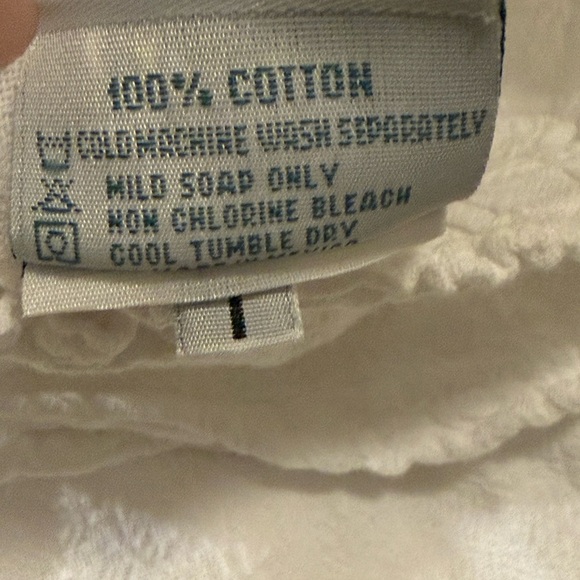 100% COTTON
COLD MACHINE WASH SEPARATELY
MILD SOAP ONLY
NON CHLORINE BLEACH
COOL TUMBLE DRY